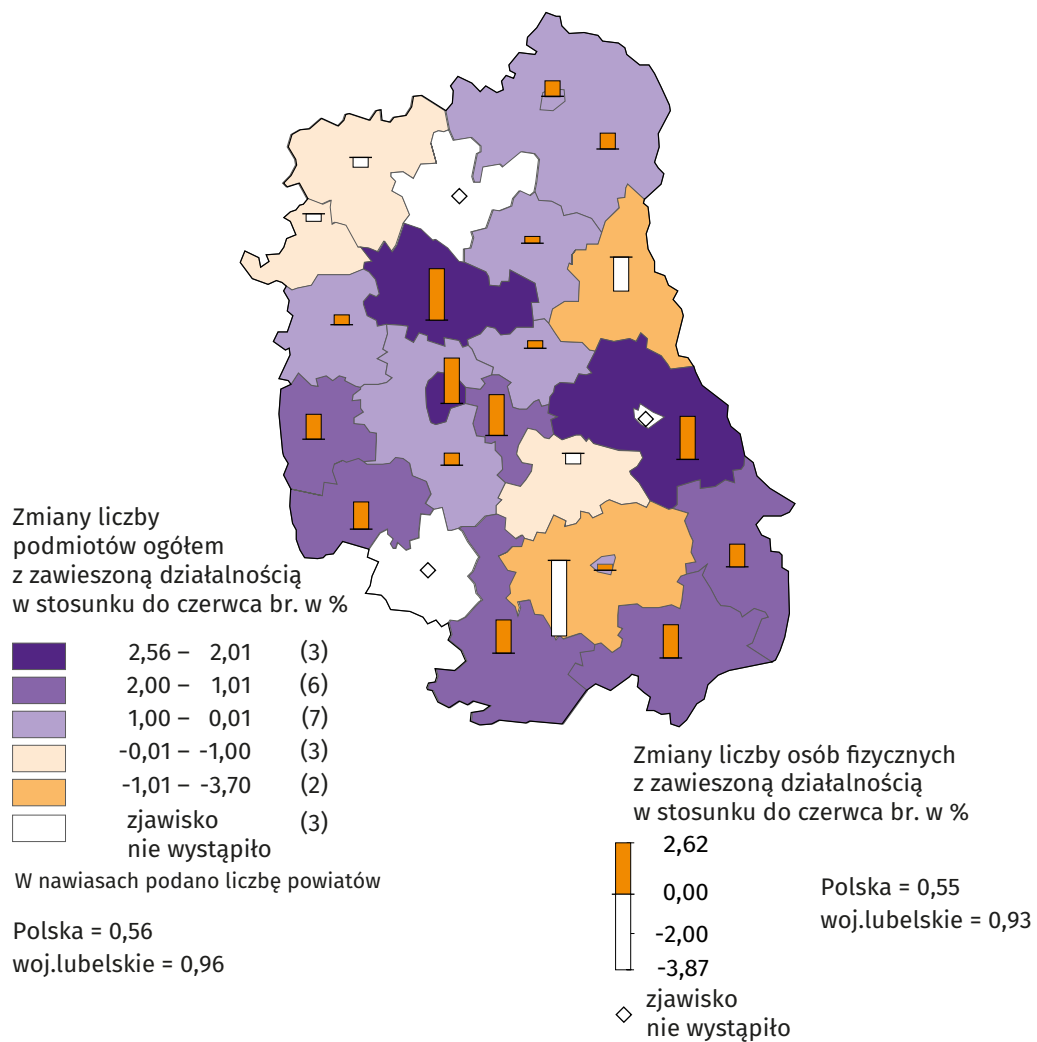 Zmiany liczby
podmiotów ogółem
z zawieszoną działalnością
w stosunku do czerwca br. w %
2,56 – 2,01 (3)
2,00 – 1,01 (6)
1,00 – 0,01 (7)
-0,01 – -1,00 (3)
-1,01 – -3,70 (2)
zjawisko (3)
nie wystąpiło
W nawiasach podano liczbę powiatów
Polska = 0,56
woj.lubelskie = 0,96
Zmiany liczby osób fizycznych
z zawieszoną działalnością
w stosunku do czerwca br. w %
2,62
0,00
-2,00
-3,87
zjawisko
nie wystąpiło
Polska = 0,55
woj.lubelskie = 0,93